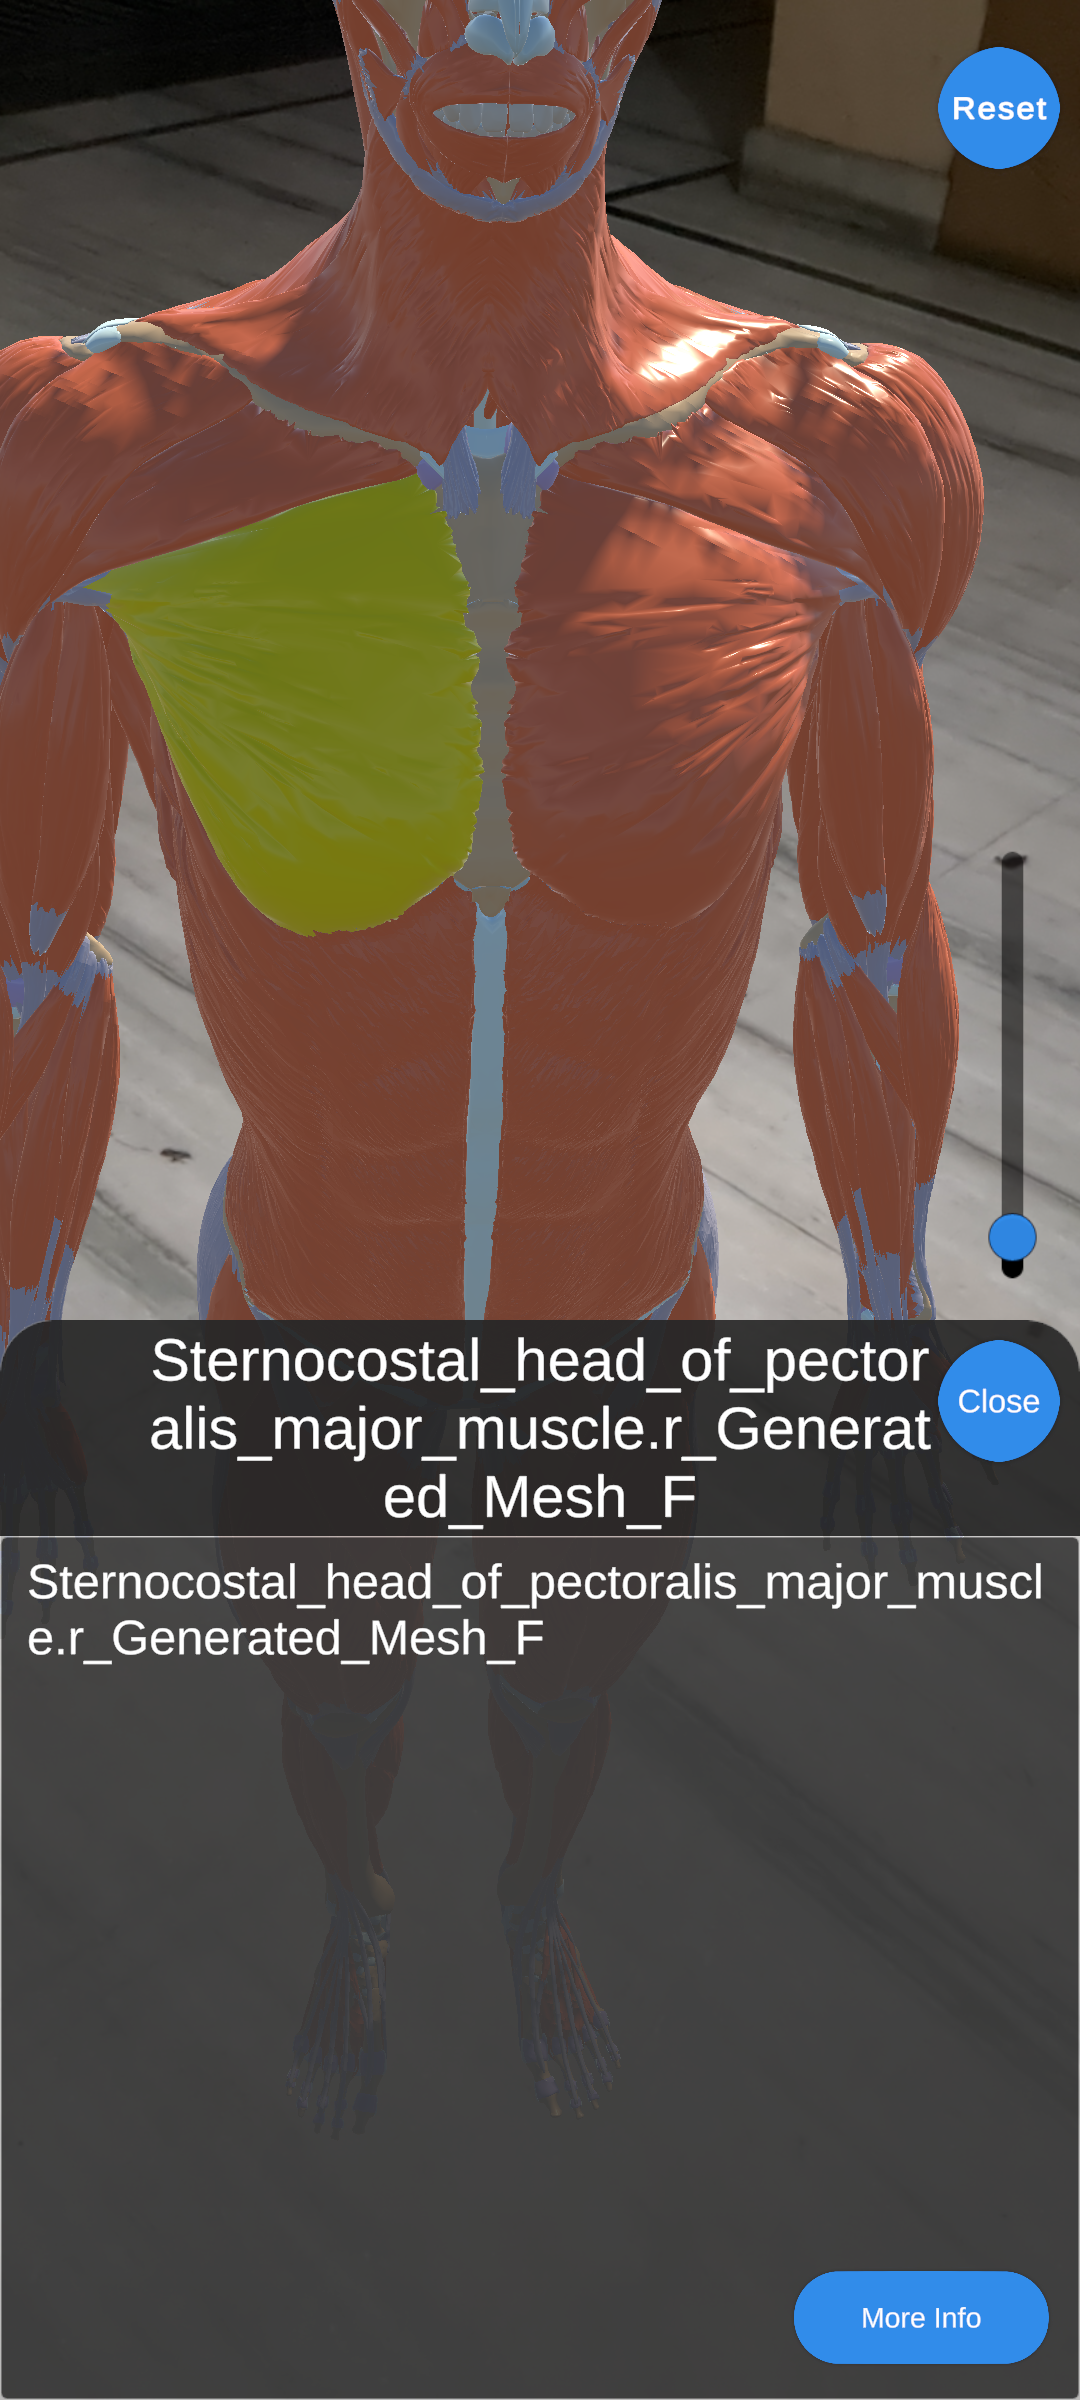 Reset
Sternocostal_head_of_pector
alis_major_muscle.r_Generat
ed_Mesh_F
Close
Sternocostal_head_of_pectoralis_major_muscl
e.r_Generated_Mesh_F
More Info